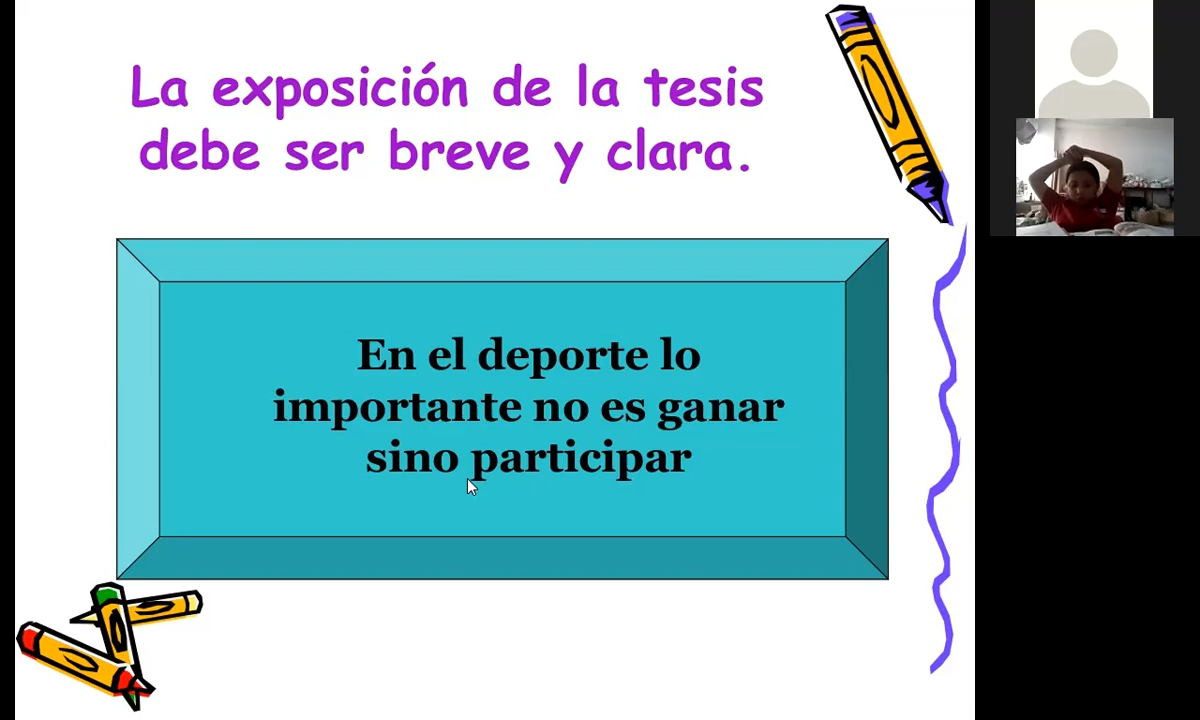 La exposición de la tesis
debe ser breve y clara.
En el deporte lo
importante no es ganar
sino participar